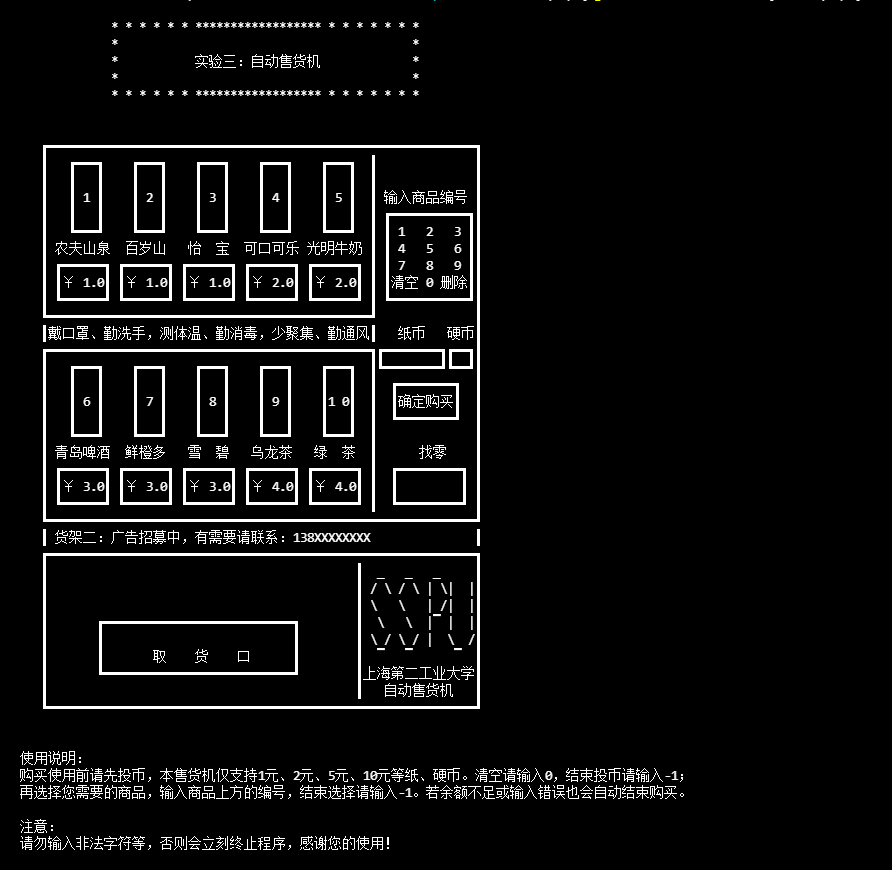 * * * * * * ****************** * * * * * * *
* *
* 实验三: 自动售货机 *
* *
* * * * * * ****************** * * * * * * *
1 2 3 4 5
输入商品编号
农夫山泉 百岁山 怡 宝 可口可乐 光明牛奶
¥ 1.0 ¥ 1.0 ¥ 1.0 ¥ 2.0 ¥ 2.0
1 2 3
4 5 6
7 8 9
清空 0 删除
戴口罩、勤洗手, 测体温、勤消毒, 少聚集、勤通风
纸币 硬币
6 7 8 9 1 0
确定购买
青岛啤酒 鲜橙多 雪 碧 乌龙茶 绿 茶
找零
¥ 3.0 ¥ 3.0 ¥ 3.0 ¥ 4.0 ¥ 4.0
货架二: 广告招募中, 有需要请联系: 138XXXXXXXX
SSPU
取 货 口
上海第二工业大学
自动售货机
使用说明:
购买使用前请先投币, 本售货机仅支持1元、2元、5元、10元等纸、硬币。清空请输入0, 结束投币请输入-1;
再选择您需要的商品, 输入商品上方的编号, 结束选择请输入-1。若余额不足或输入错误也会自动结束购买。
注意:
请勿输入非法字符等, 否则会立刻终止程序, 感谢您的使用!